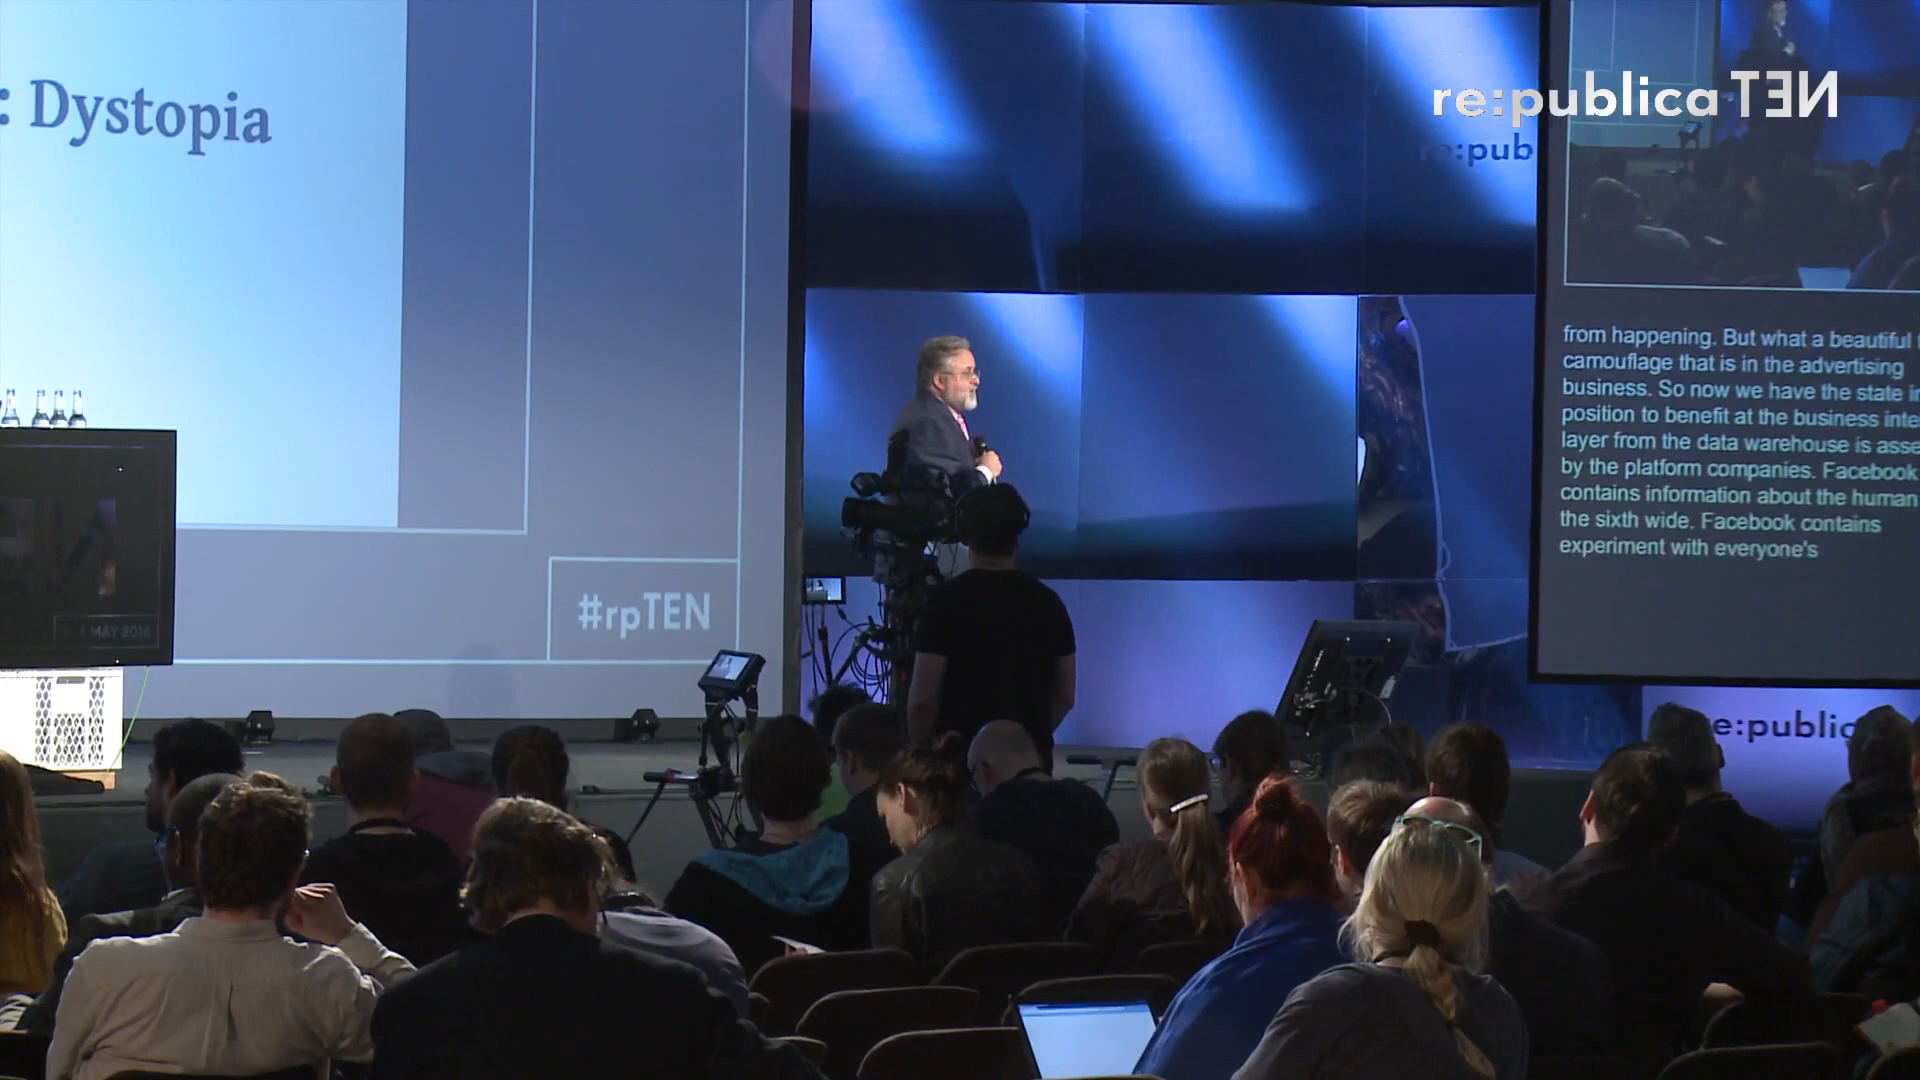 : Dystopia
#rpTEN
MAY 2016
re:publica TEN
re:pub
from happening. But what a beautiful
camouflage that is in the advertising
business. So now we have the state
position to benefit at the business
layer from the data warehouse is
by the platform companies. Facebook
contains information about the human
the sixth wide. Facebook contains
experiment with everyone's
re:public